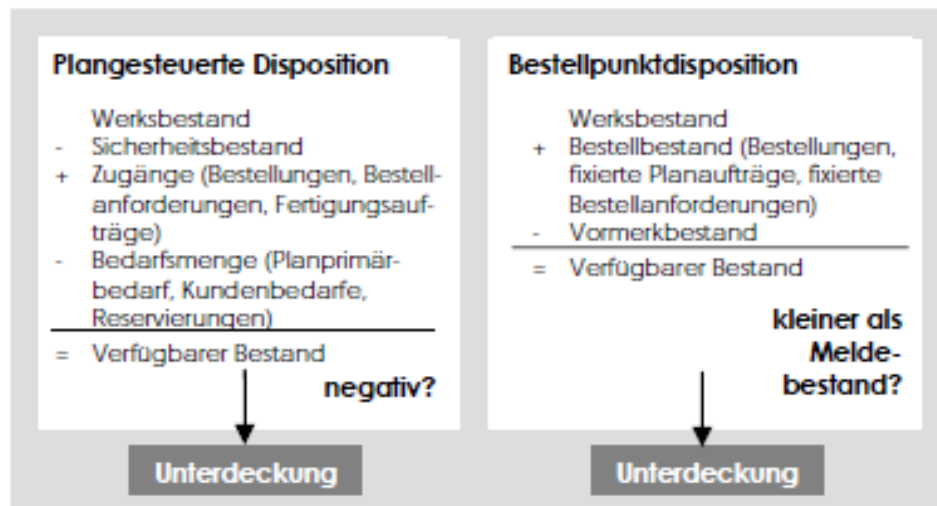 Plangesteuerte Disposition
Werksbestand
- Sicherheitsbestand
+ Zugänge (Bestellungen, Bestell-
anforderungen, Fertigungsauf-
träge)
- Bedarfsmenge (Planprimär-
bedarf, Kundenbedarfe,
Reservierungen)
= Verfügbarer Bestand
negativ?
Unterdeckung
Bestellpunktdisposition
Werksbestand
+ Bestellbestand (Bestellungen,
fixierte Planaufträge, fixierte
Bestellanforderungen)
- Vormerkbestand
= Verfügbarer Bestand
kleiner als
Melde-
bestand?
Unterdeckung